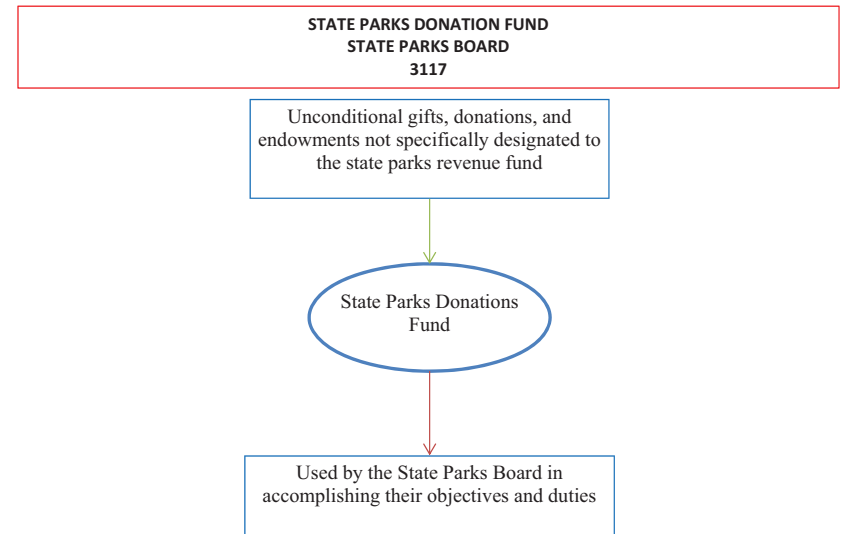 STATE PARKS DONATION FUND
STATE PARKS BOARD
3117
Unconditional gifts, donations, and
endowments not specifically designated to
the state parks revenue fund
State Parks Donations
Fund
Used by the State Parks Board in
accomplishing their objectives and duties